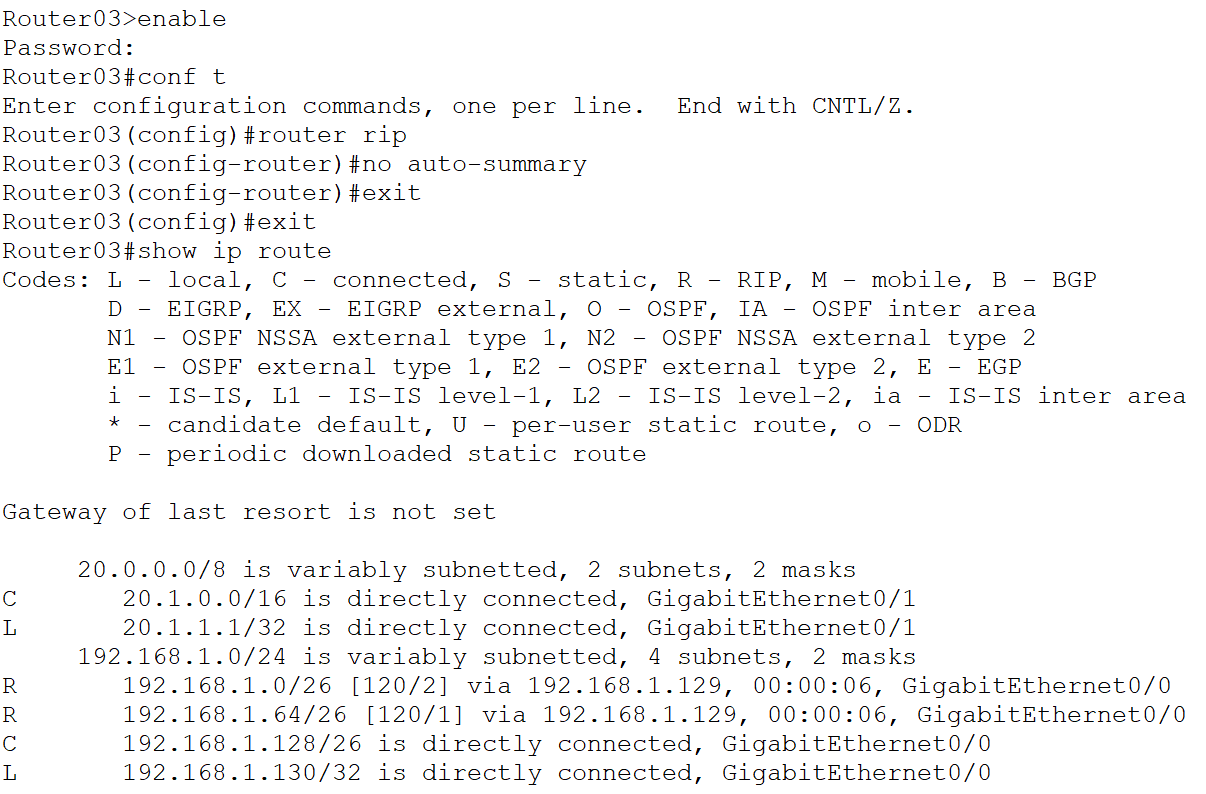 Router03>enable
Password:
Router03#conf t
Enter configuration commands, one per line.  End with CNTL/Z.
Router03(config)#router rip
Router03(config-router)#no auto-summary
Router03(config-router)#exit
Router03(config)#exit
Router03#show ip route
Codes: L - local, C - connected, S - static, R - RIP, M - mobile, B - BGP
       D - EIGRP, EX - EIGRP external, O - OSPF, IA - OSPF inter area
       N1 - OSPF NSSA external type 1, N2 - OSPF NSSA external type 2
       E1 - OSPF external type 1, E2 - OSPF external type 2, E - EGP
       i - IS-IS, L1 - IS-IS level-1, L2 - IS-IS level-2, ia - IS-IS inter area
       * - candidate default, U - per-user static route, o - ODR
       P - periodic downloaded static route
Gateway of last resort is not set
     20.0.0.0/8 is variably subnetted, 2 subnets, 2 masks
C       20.1.0.0/16 is directly connected, GigabitEthernet0/1
L       20.1.1.1/32 is directly connected, GigabitEthernet0/1
     192.168.1.0/24 is variably subnetted, 4 subnets, 2 masks
R       192.168.1.0/26 [120/2] via 192.168.1.129, 00:00:06, GigabitEthernet0/0
R       192.168.1.64/26 [120/1] via 192.168.1.129, 00:00:06, GigabitEthernet0/0
C       192.168.1.128/26 is directly connected, GigabitEthernet0/0
L       192.168.1.130/32 is directly connected, GigabitEthernet0/0